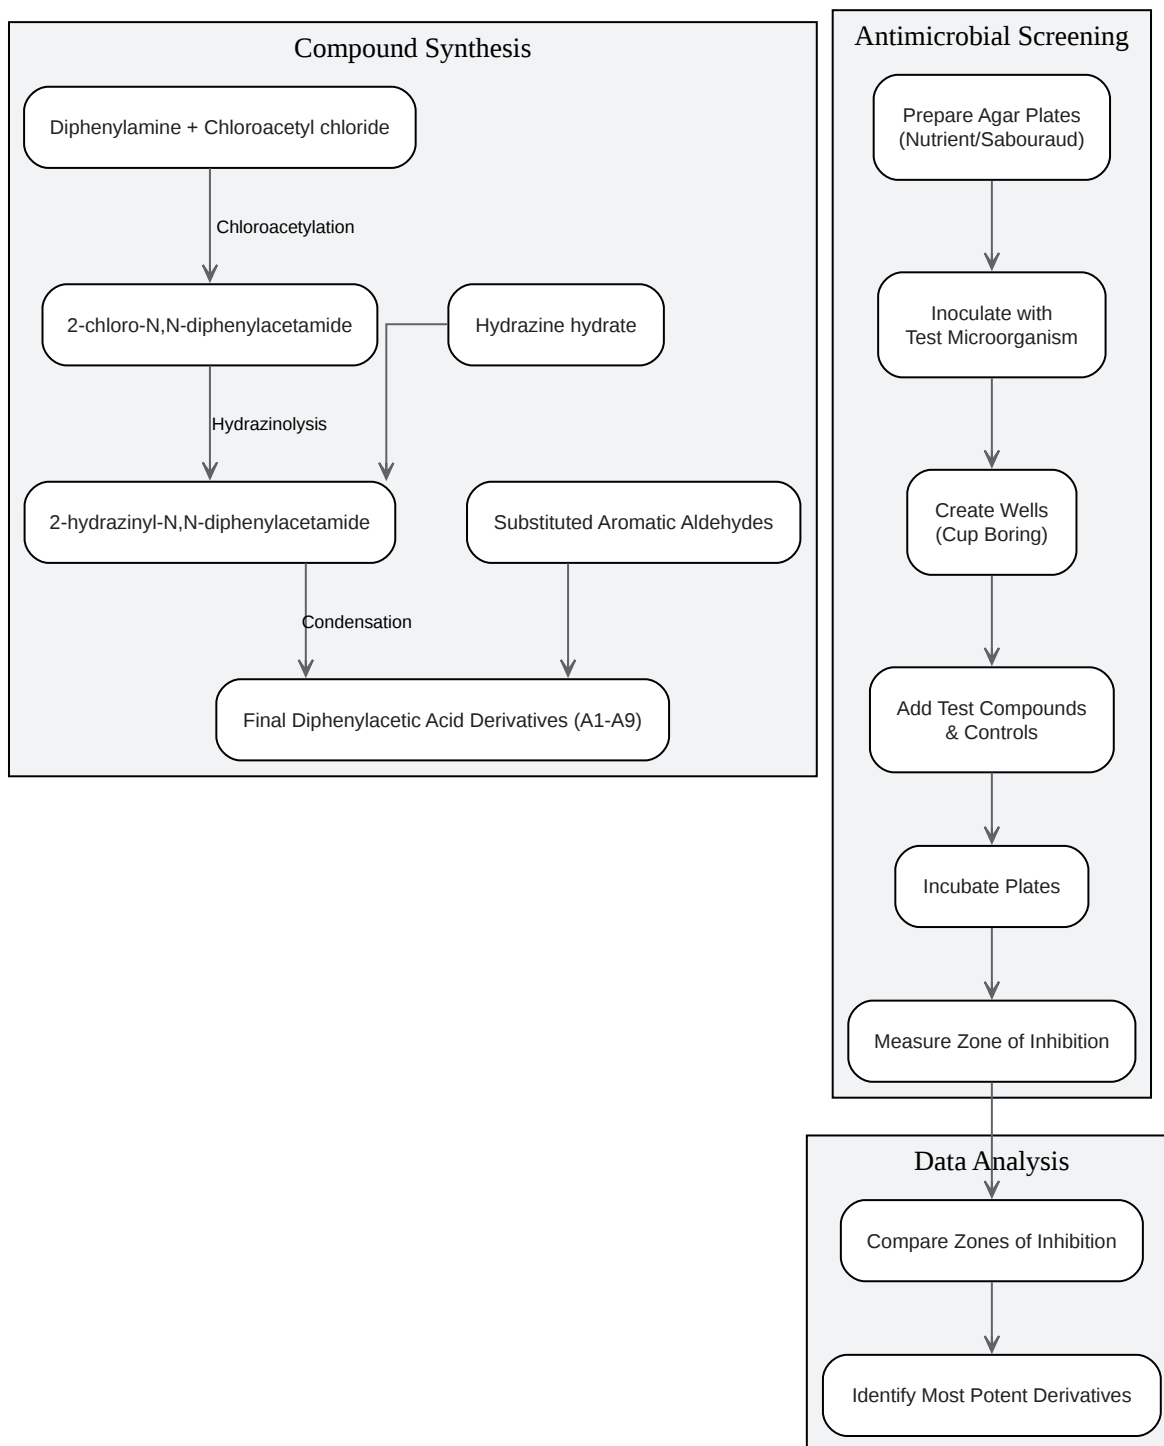 Compound Synthesis
Diphenylamine + Chloroacetyl chloride
Chloroacetylation
2-chloro-N,N-diphenylacetamide
Hydrazine hydrate
Hydrazinolysis
2-hydrazinyl-N,N-diphenylacetamide
Substituted Aromatic Aldehydes
Condensation
Final Diphenylacetic Acid Derivatives (A1-A9)
Antimicrobial Screening
Prepare Agar Plates
(Nutrient/Sabouraud)
Inoculate with
Test Microorganism
Create Wells
(Cup Boring)
Add Test Compounds
& Controls
Incubate Plates
Measure Zone of Inhibition
Data Analysis
Compare Zones of Inhibition
Identify Most Potent Derivatives